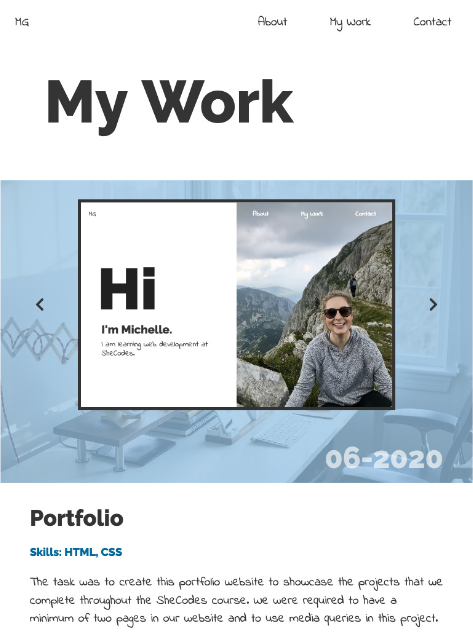 MG About My Work Contact
My Work
MG About My Work Contact
Hi
I'm Michelle.
I am learning web development at
SheCodes.
06-2020
Portfolio
Skills: HTML, CSS
The task was to create this portfolio website to showcase the projects that we
complete throughout the SheCodes course. We were required to have a
minimum of two pages in our website and to use media queries in this project.